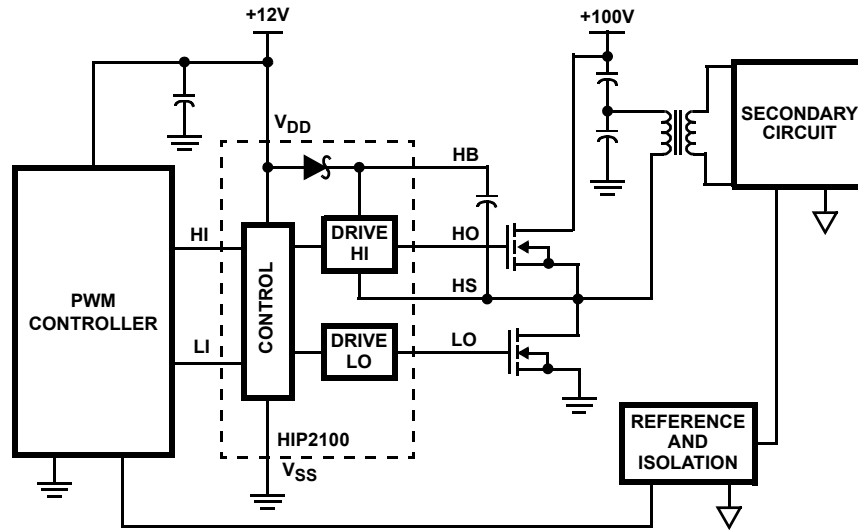 +12V
+100V
SECONDARY
CIRCUIT
VDD
HB
HI
DRIVE
HI
HO
HS
PWM
CONTROLLER
CONTROL
LI
DRIVE
LO
LO
HIP2100
VSS
REFERENCE
AND
ISOLATION